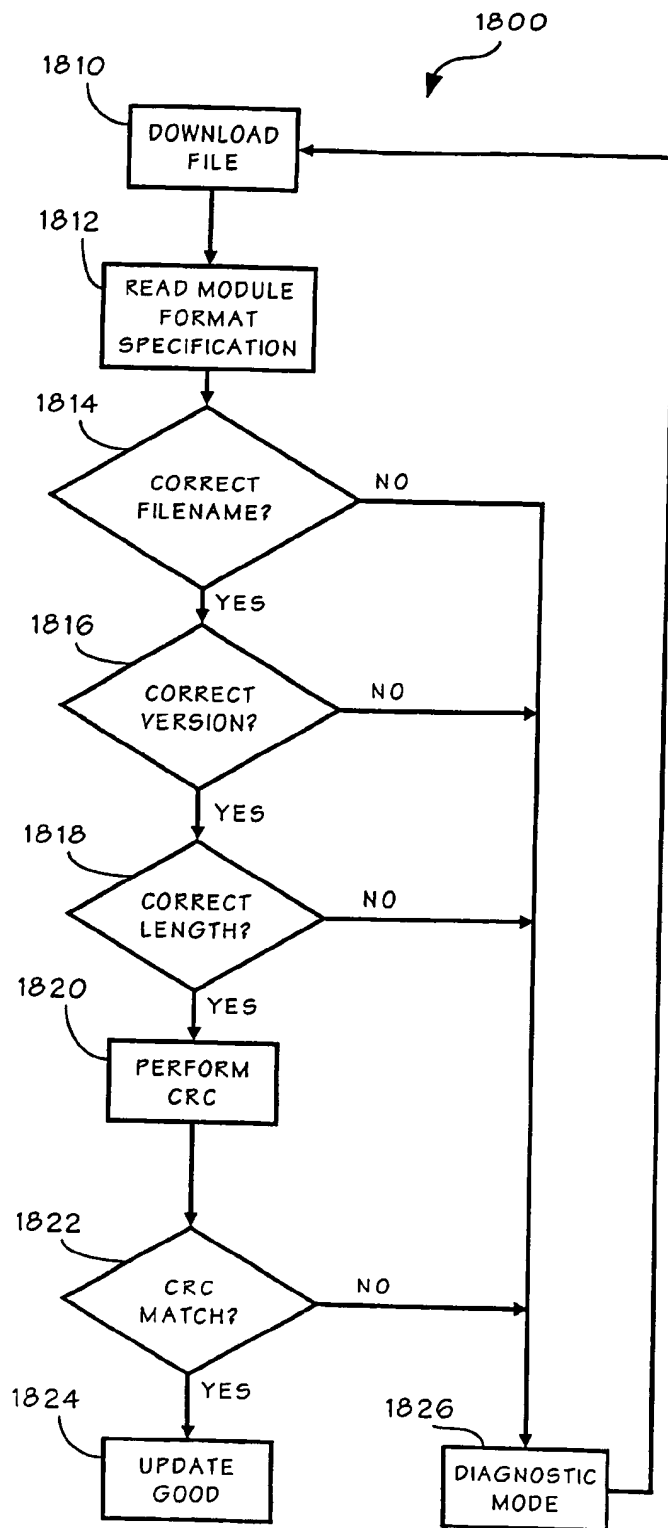 1800
1810
DOWNLOAD
FILE
1812
READ MODULE
FORMAT
SPECIFICATION
1814
CORRECT
FILENAME?
NO
YES
1816
CORRECT
VERSION?
NO
YES
1818
CORRECT
LENGTH?
NO
YES
1820
PERFORM
CRC
1822
CRC
MATCH?
NO
YES
1824
UPDATE
GOOD
1826
DIAGNOSTIC
MODE